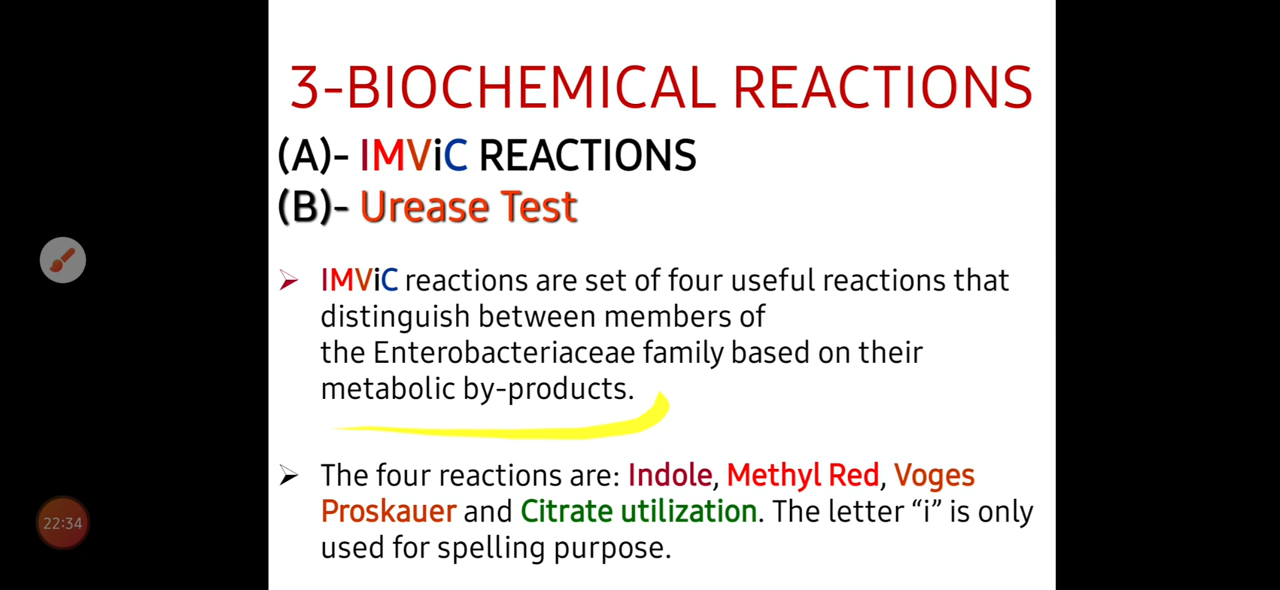 3-BIOCHEMICAL REACTIONS
(A)- IMViC REACTIONS
(B)- Urease Test
IMViC reactions are set of four useful reactions that
distinguish between members of
the Enterobacteriaceae family based on their
metabolic by-products.
The four reactions are: Indole, Methyl Red, Voges
Proskauer and Citrate utilization. The letter “i” is only
used for spelling purpose.
22:34